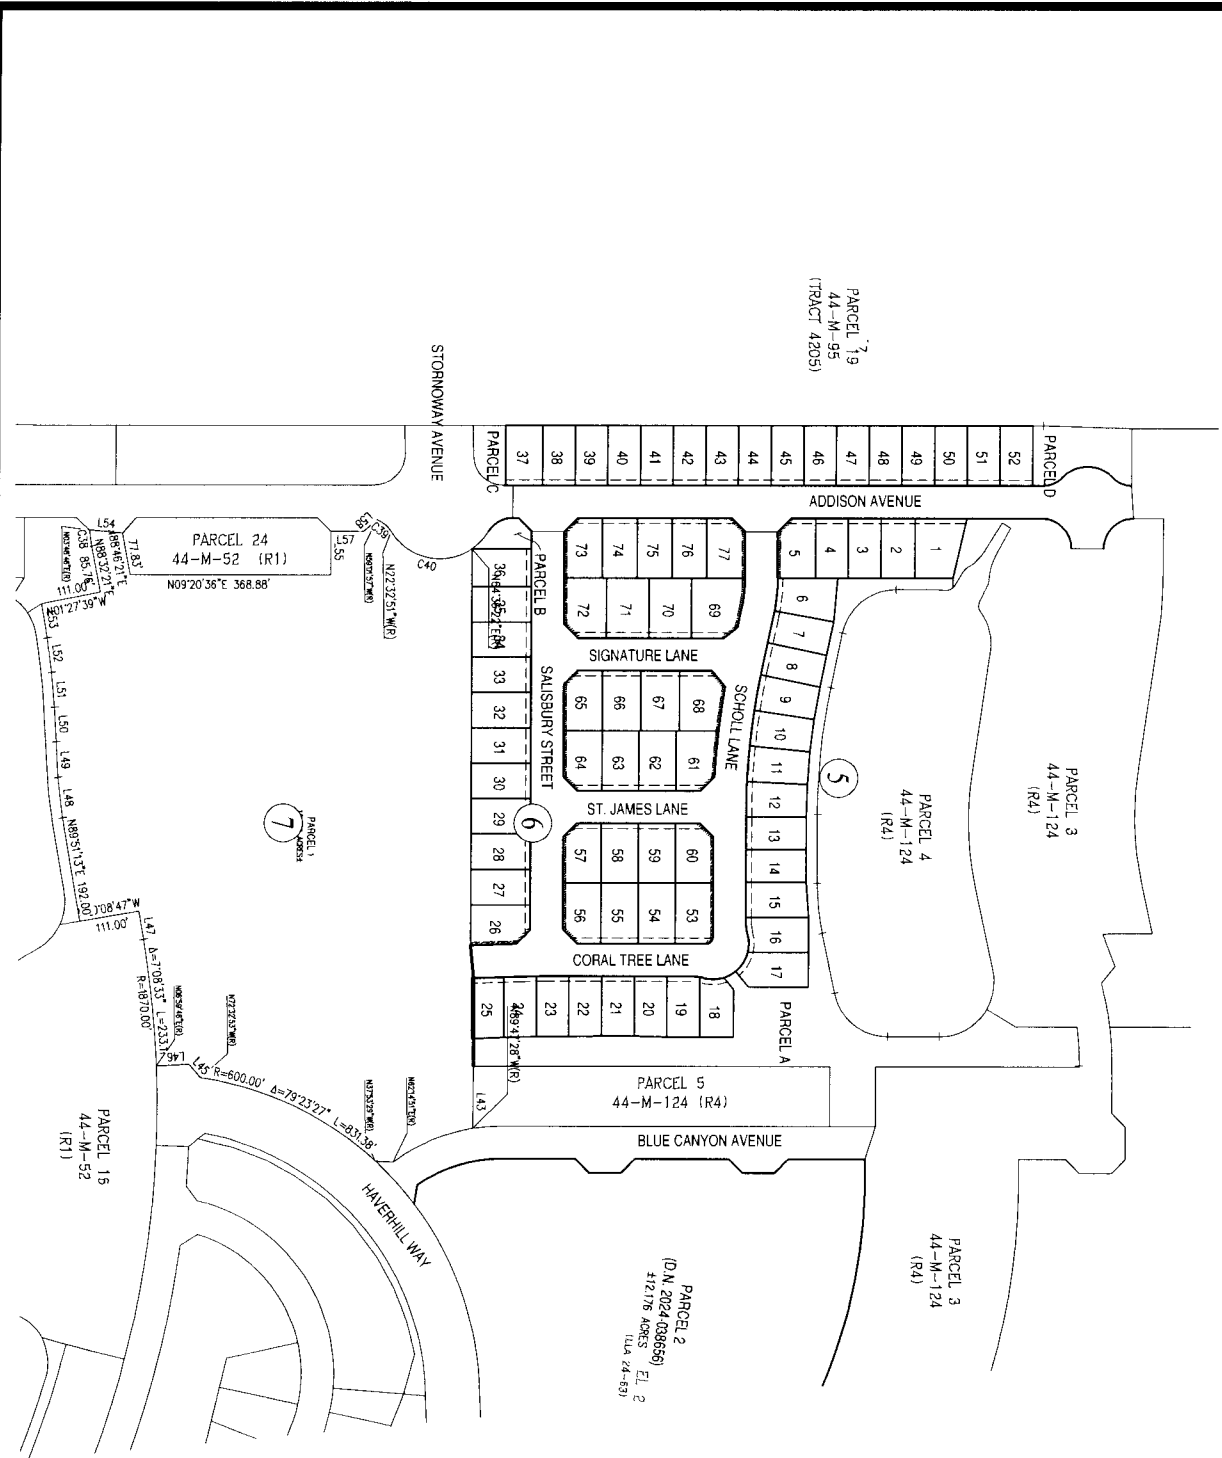 PARCEL 19
44-M-95
(TRACT 4205)
STORNOWAY AVENUE
PARCEL C
37
38
39
40
41
42
43
44
45
46
47
48
49
50
51
52
PARCEL D
ADDISON AVENUE
L54
77.83'
N88°32'21"E
C38 85.76'
111.00'
N01°27'39"W
PARCEL 24
44-M-52 (R1)
N09°20'36"E 368.88'
L57
L55
C39
N22°32'51"W(R)
C40
PARCEL B
36
33
32
31
30
29
28
27
26
SALISBURY STREET
73
74
75
76
77
72
71
70
69
SIGNATURE LANE
65
66
67
68
64
63
62
61
ST. JAMES LANE
57
58
59
60
56
55
54
53
CORAL TREE LANE
SCHOLL LANE
5
4
3
2
1
6
7
8
9
10
11
12
13
14
15
16
17
18
19
20
21
22
23
24
25
PARCEL A
5
6
7
PARCEL 1
PARCEL 4
44-M-124
(R4)
PARCEL 3
44-M-124
(R4)
L52
L51
L50
L49
L48
N89°51'13"E 192.00'
111.00'
L47
Δ=7°08'33"
R=1870.00'
L45
R=600.00' Δ=79°23'27" L=831.38'
L43
PARCEL 5
44-M-124 (R4)
BLUE CANYON AVENUE
HAVERHILL WAY
PARCEL 16
44-M-52
(R1)
PARCEL 2
(D.N. 2024-038656)
±12.176 ACRES
(LLA 24-63)
PARCEL 3
44-M-124
(R4)